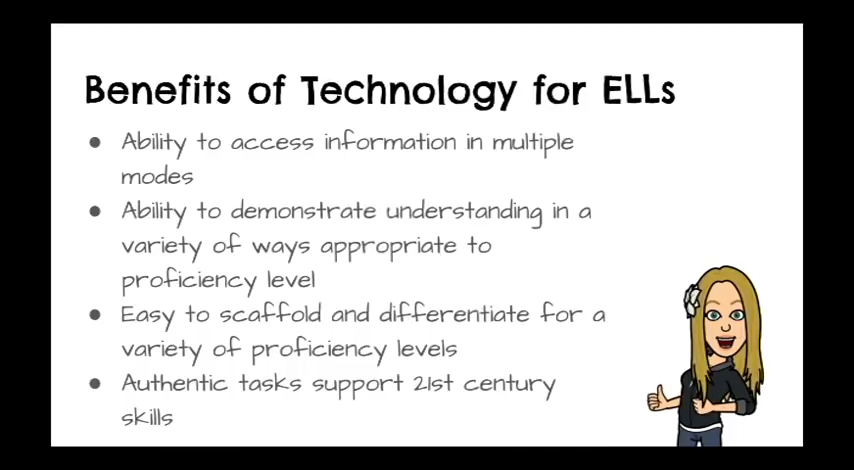 Benefits of Technology for ELLs
● Ability to access information in multiple
modes
● Ability to demonstrate understanding in a
variety of ways appropriate to
proficiency level
● Easy to scaffold and differentiate for a
variety of proficiency levels
● Authentic tasks support 21st century
skills